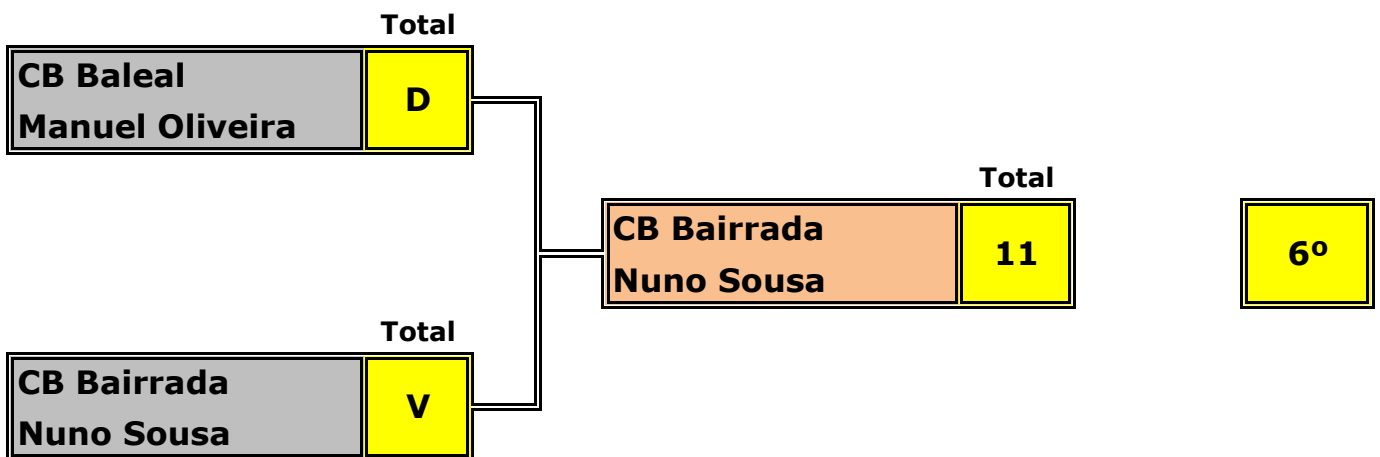 Total
CB Baleal
Manuel Oliveira
D
Total
CB Bairrada
Nuno Sousa
11
6º
Total
CB Bairrada
Nuno Sousa
V